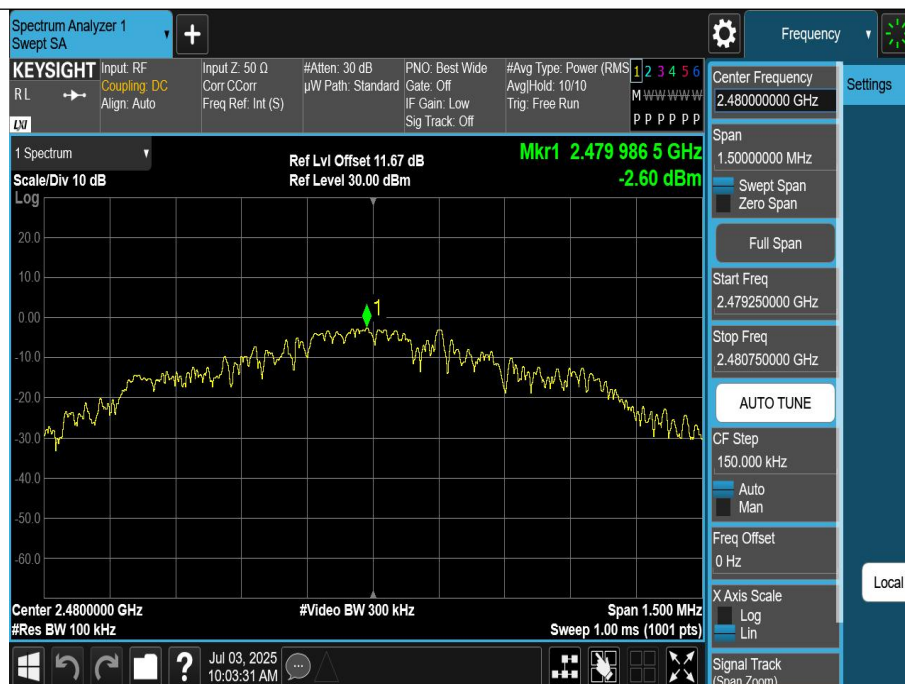 Spectrum Analyzer 1
Swept SA
+
Frequency
KEYSIGHT
RL
LXI
Input: RF
Coupling: DC
Align: Auto
Input Z: 50 Ω
Corr CCorr
Freq Ref: Int (S)
#Atten: 30 dB
µW Path: Standard
PNO: Best Wide
Gate: Off
IF Gain: Low
Sig Track: Off
#Avg Type: Power (RMS
Avg|Hold: 10/10
Trig: Free Run
1 2 3 4 5 6
M W W W W W
P P P P P P
1 Spectrum
Scale/Div 10 dB
Log
Ref Lvl Offset 11.67 dB
Ref Level 30.00 dBm
Mkr1 2.479 986 5 GHz
-2.60 dBm
20.0
10.0
0.00
-10.0
-20.0
-30.0
-40.0
-50.0
-60.0
1
Center 2.4800000 GHz
#Res BW 100 kHz
#Video BW 300 kHz
Span 1.500 MHz
Sweep 1.00 ms (1001 pts)
?
Jul 03, 2025
10:03:31 AM
Center Frequency
2.480000000 GHz
Settings
Span
1.50000000 MHz
Swept Span
Zero Span
Full Span
Start Freq
2.479250000 GHz
Stop Freq
2.480750000 GHz
AUTO TUNE
CF Step
150.000 kHz
Auto
Man
Freq Offset
0 Hz
Local
X Axis Scale
Log
Lin
Signal Track
(Span Zoom)